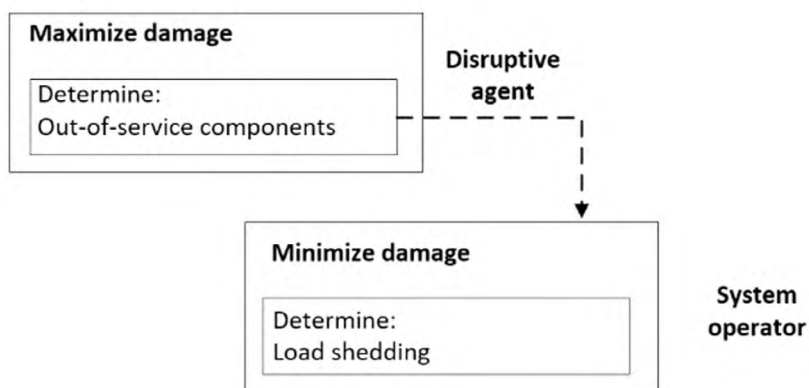 Maximize damage
Determine:
Out-of-service components
Disruptive
agent
Minimize damage
Determine:
Load shedding
System
operator